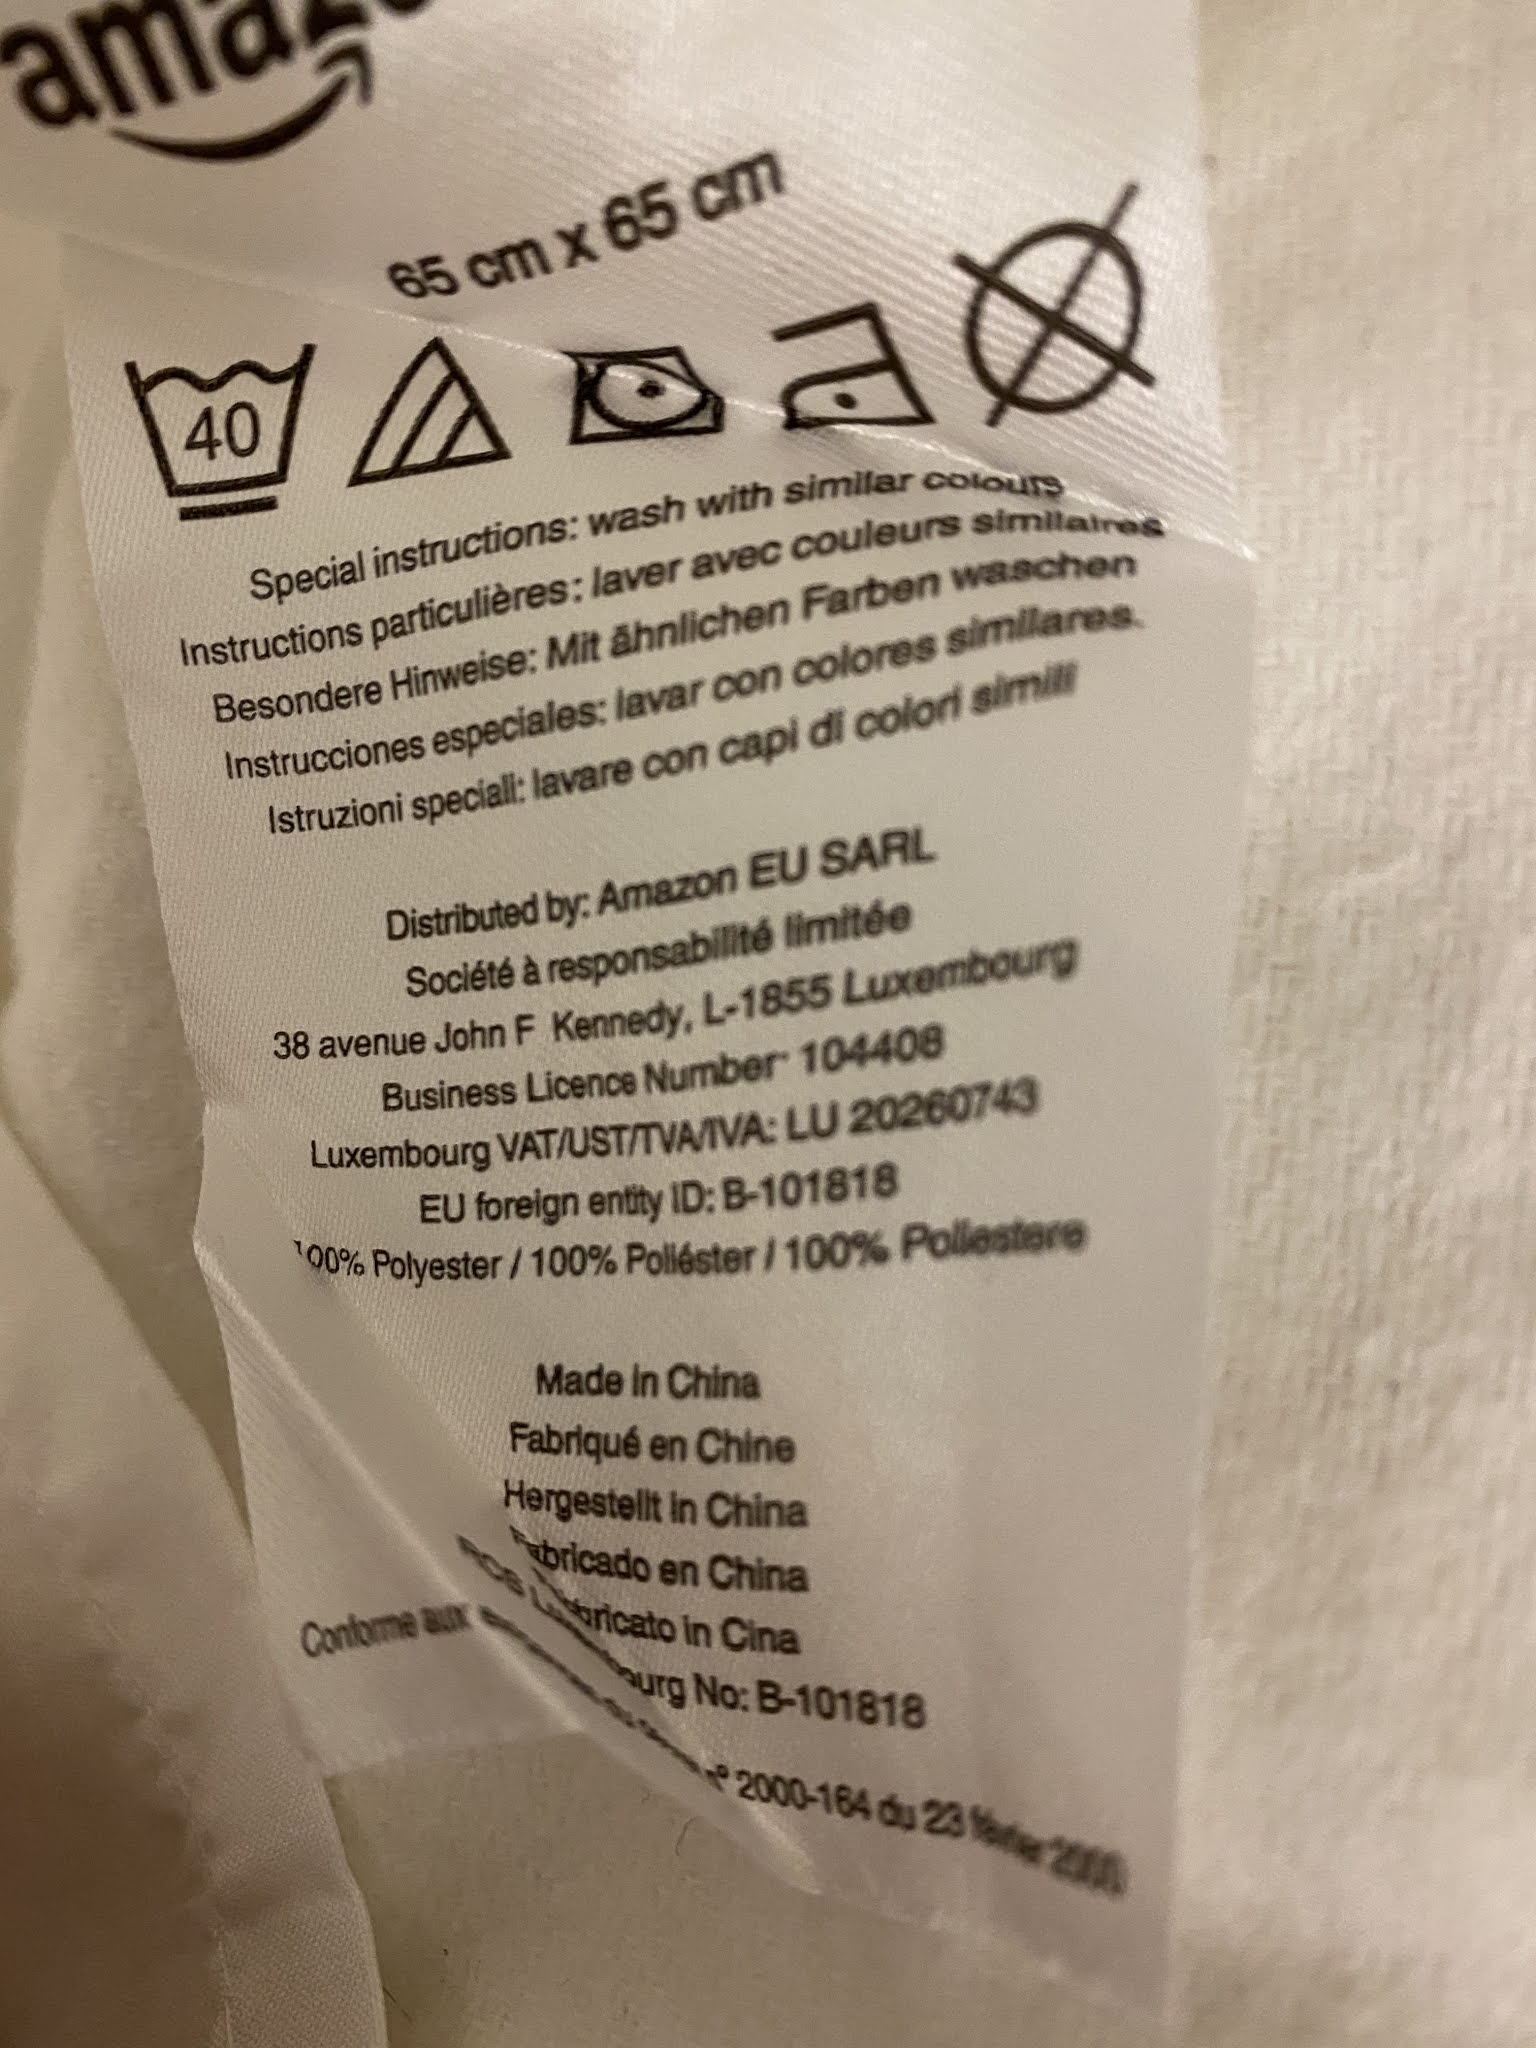 65 cm x 65 cm
40
Special instructions: wash with similar colours
Instructions particulières: laver avec couleurs similaires
Besondere Hinweise: Mit ähnlichen Farben waschen
Instrucciones especiales: lavar con colores similares.
Istruzioni speciali: lavare con capi di colori simili
Distributed by: Amazon EU SARL
Société à responsabilité limitée
38 avenue John F Kennedy, L-1855 Luxembourg
Business Licence Number: 104408
Luxembourg VAT/UST/TVA/IVA: LU 20260743
EU foreign entity ID: B-101818
100% Polyester / 100% Poliéster / 100% Poliestere
Made in China
Fabriqué en Chine
Hergestellt in China
Fabricado en China
Fabbricato in Cina
No: B-101818
Conforme aux
n° 2000-164 du 23 février 2000